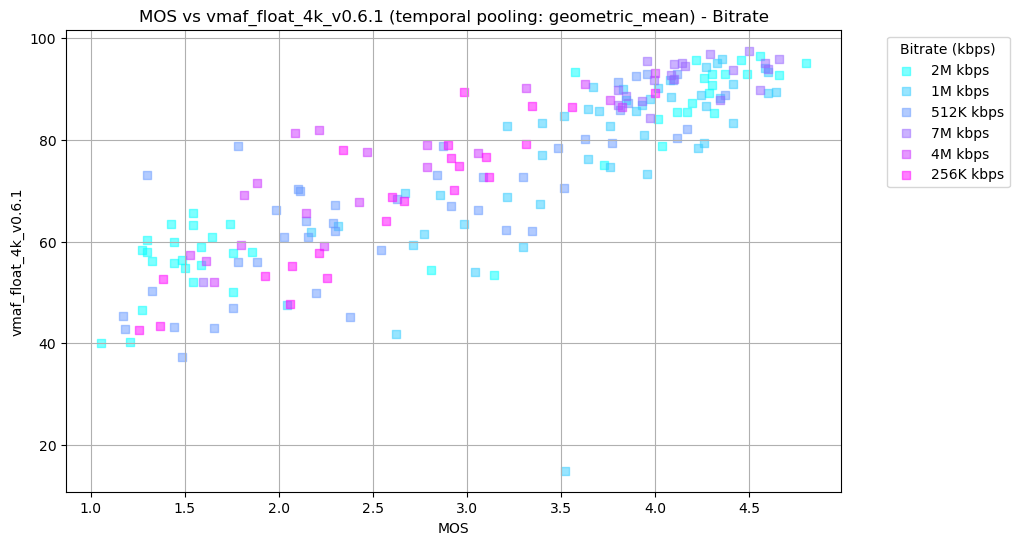 MOS vs vmaf_float_4k_v0.6.1 (temporal pooling: geometric_mean) - Bitrate
100
80
60
40
20
vmaf_float_4k_v0.6.1
1.0 1.5 2.0 2.5 3.0 3.5 4.0 4.5
MOS
Bitrate (kbps)
2M kbps
1M kbps
512K kbps
7M kbps
4M kbps
256K kbps